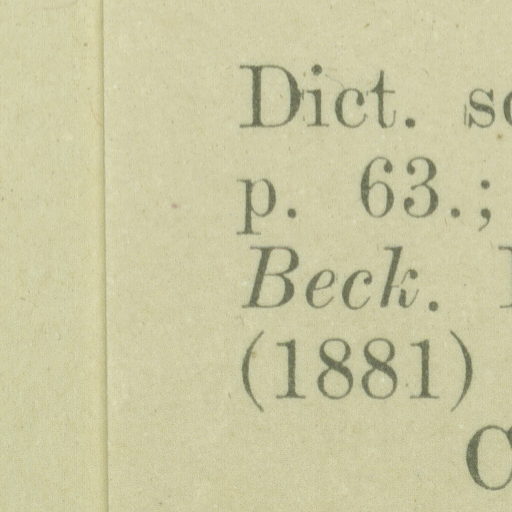 Dict.
p. 63.;
Beck.
(1881)